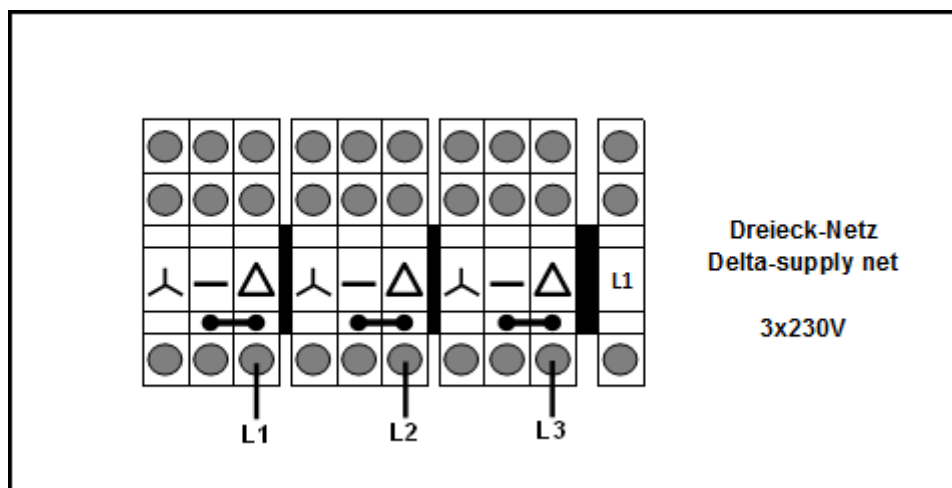 L1
Dreieck-Netz
Delta-supply net
3x230V
L1
L2
L3